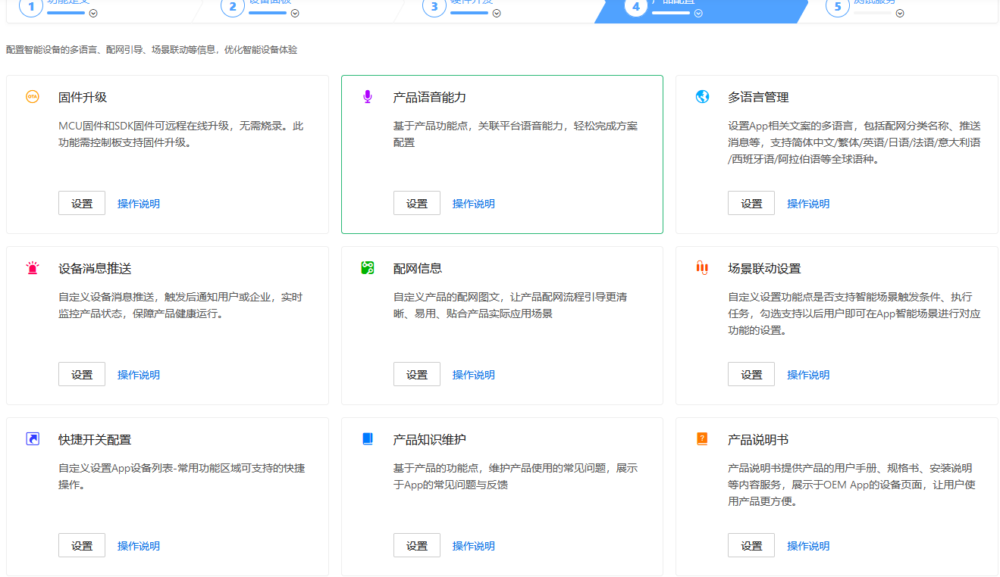 1
功能定义
2
设备面板
3
硬件开发
4
产品配置
5
测试服务
配置智能设备的多语言、配网引导、场景联动等信息，优化智能设备体验
OTA
固件升级
MCU固件和SDK固件可远程在线升级，无需烧录。此
功能需控制板支持固件升级。
设置
操作说明
产品语音能力
基于产品功能点，关联平台语音能力，轻松完成方案
配置
设置
操作说明
多语言管理
设置App相关文案的多语言，包括配网分类名称、推送
消息等，支持简体中文/繁体/英语/日语/法语/意大利语
/西班牙语/阿拉伯语等全球语种。
设置
操作说明
设备消息推送
自定义设备消息推送，触发后通知用户或企业，实时
监控产品状态，保障产品健康运行。
设置
操作说明
配网信息
自定义产品的配网图文，让产品配网流程引导更清
晰、易用、贴合产品实际应用场景
设置
操作说明
场景联动设置
自定义设置功能点是否支持智能场景触发条件、执行
任务，勾选支持以后用户即可在App智能场景进行对应
功能的设置。
设置
操作说明
快捷开关配置
自定义设置App设备列表-常用功能区域可支持的快捷
操作。
设置
操作说明
产品知识维护
基于产品的功能点，维护产品使用的常见问题，展示
于App的常见问题与反馈
设置
操作说明
?
产品说明书
产品说明书提供产品的用户手册、规格书、安装说明
等内容服务，展示于OEM App的设备页面，让用户使
用产品更方便。
设置
操作说明